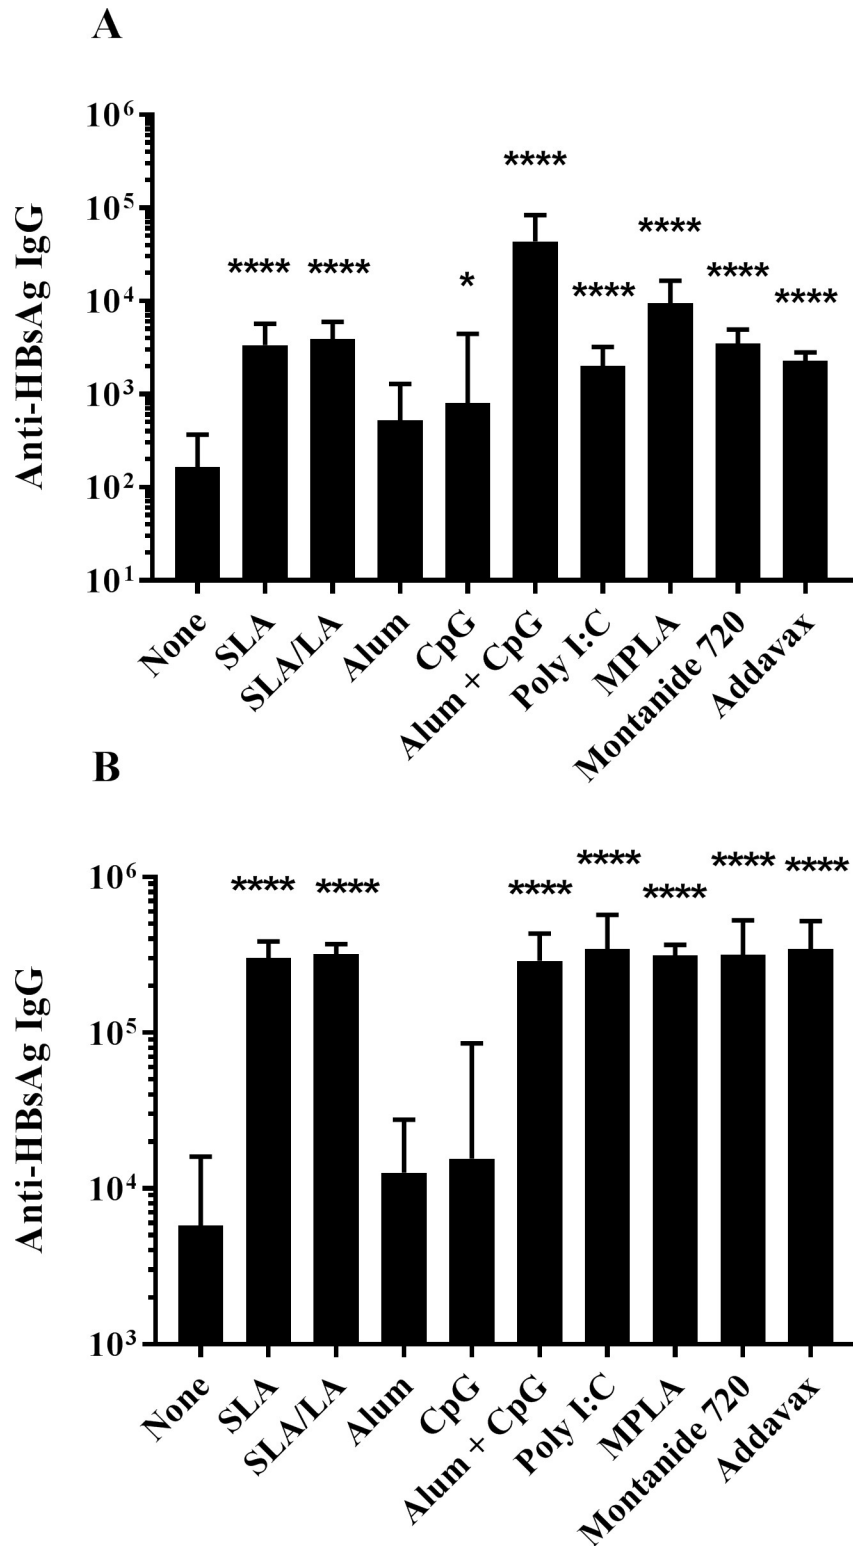 A
Anti-HBsAg IgG
10⁶
10⁵
10⁴
10³
10²
10¹
****
****
*
****
****
****
****
****
None
SLA
SLA/LA
Alum
CpG
Alum + CpG
Poly I:C
MPLA
Montanide 720
Addavax
B
Anti-HBsAg IgG
10⁶
10⁵
10⁴
10³
****
****
****
****
****
****
****
None
SLA
SLA/LA
Alum
CpG
Alum + CpG
Poly I:C
MPLA
Montanide 720
Addavax